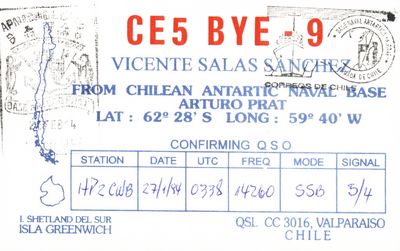 CE5 BYE - 9
VICENTE SALAS SANCHEZ
CORREOS DE CHILE
FROM CHILEAN ANTARTIC NAVAL BASE
ARTURO PRAT
LAT : 62° 28' S LONG : 59° 40' W
CONFIRMING QSO
STATION DATE UTC FREQ MODE SIGNAL
HP2CWB 27/1/84 0338 14260 SSB 5/4
I. SHETLAND DEL SUR
ISLA GREENWICH
QSL CC 3016, VALPARAISO
CHILE